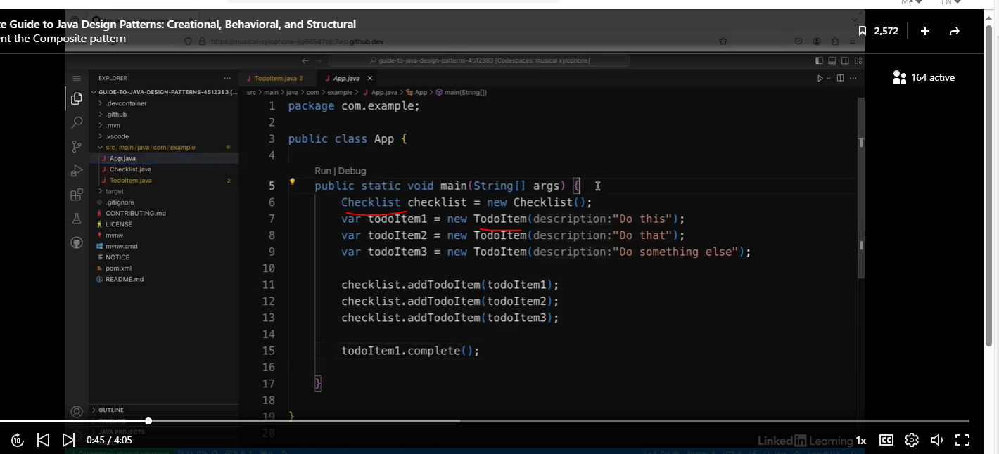 Me EN
te Guide to Java Design Patterns: Creational, Behavioral, and Structural
ent the Composite pattern
2,572
https://musical-xylophone-jjg66547pjc7wp.github.dev
guide-to-java-design-patterns-4512383 [Codespaces: musical xylophone]
164 active
EXPLORER ...
TodoItem.java 2
App.java
GUIDE-TO-JAVA-DESIGN-PATTERNS-4512383 [...
src > main > java > com > example > App.java > App > main(String[])
.devcontainer
.github
.mvn
.vscode
src/main/java/com/example
App.java
Checklist.java
TodoItem.java 2
target
.gitignore
CONTRIBUTING.md
LICENSE
mvnw
mvnw.cmd
NOTICE
pom.xml
README.md
OUTLINE
JAVA PROJECTS
1 package com.example;
2
3 public class App {
4
Run | Debug
5 public static void main(String[] args) {
6 Checklist checklist = new Checklist();
7 var todoItem1 = new TodoItem(description:"Do this");
8 var todoItem2 = new TodoItem(description:"Do that");
9 var todoItem3 = new TodoItem(description:"Do something else");
10
11 checklist.addTodoItem(todoItem1);
12 checklist.addTodoItem(todoItem2);
13 checklist.addTodoItem(todoItem3);
14
15 todoItem1.complete();
16
17 }
18
19 }
20
10
0:45 / 4:05
LinkedIn Learning
1x
CC